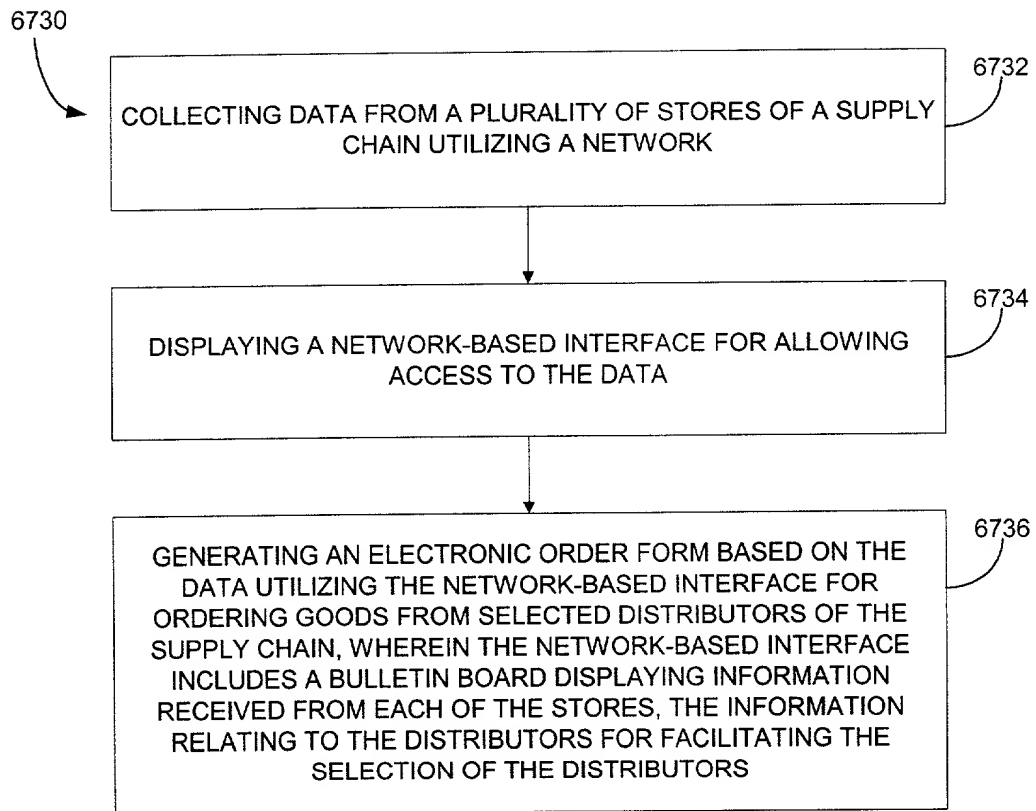 6730
6732
COLLECTING DATA FROM A PLURALITY OF STORES OF A SUPPLY
CHAIN UTILIZING A NETWORK
6734
DISPLAYING A NETWORK-BASED INTERFACE FOR ALLOWING
ACCESS TO THE DATA
6736
GENERATING AN ELECTRONIC ORDER FORM BASED ON THE
DATA UTILIZING THE NETWORK-BASED INTERFACE FOR
ORDERING GOODS FROM SELECTED DISTRIBUTORS OF THE
SUPPLY CHAIN, WHEREIN THE NETWORK-BASED INTERFACE
INCLUDES A BULLETIN BOARD DISPLAYING INFORMATION
RECEIVED FROM EACH OF THE STORES, THE INFORMATION
RELATING TO THE DISTRIBUTORS FOR FACILITATING THE
SELECTION OF THE DISTRIBUTORS